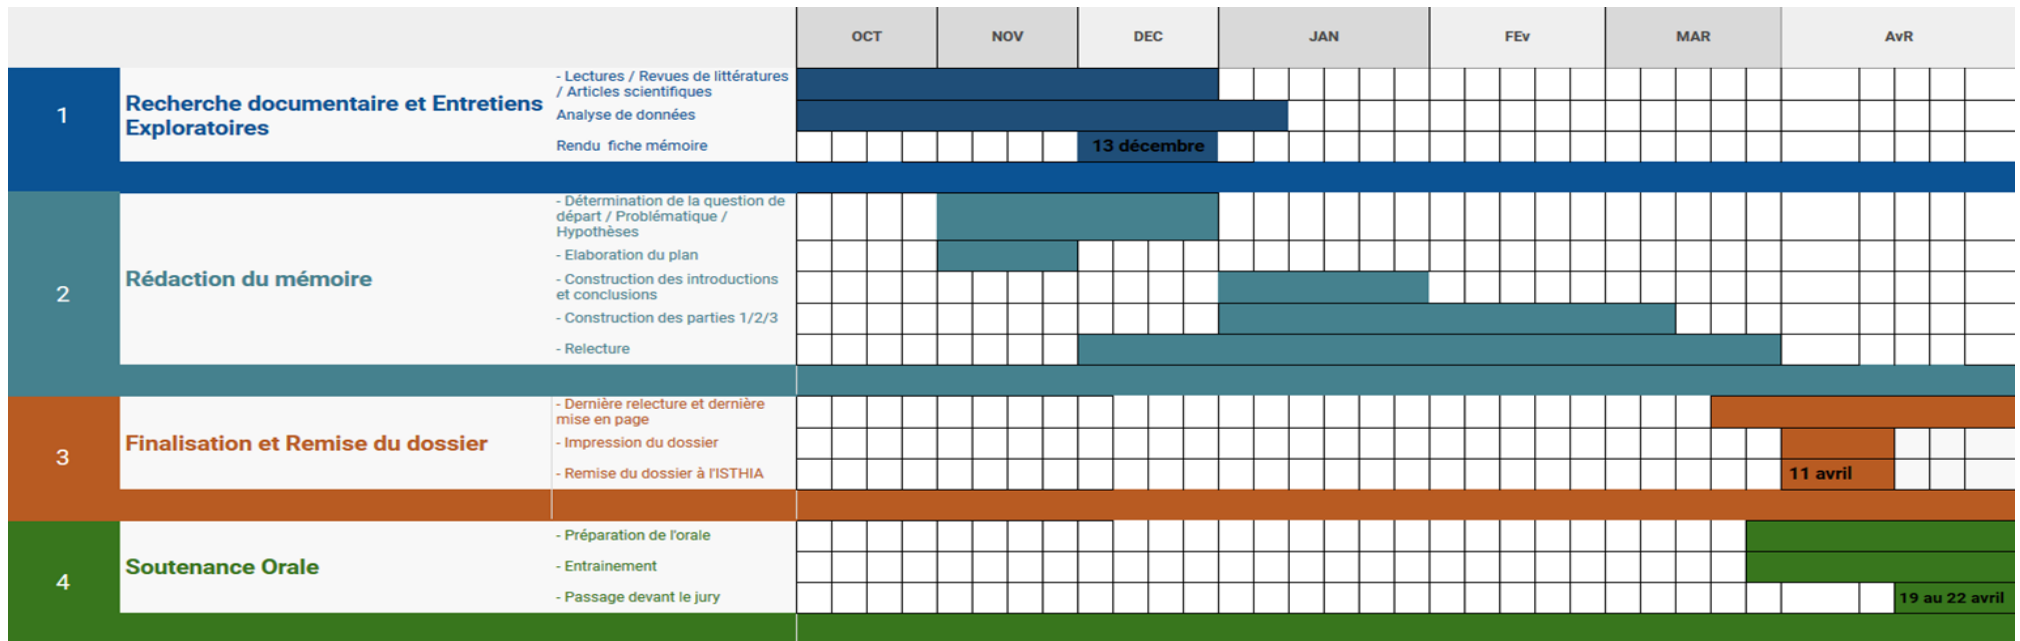 OCT NOV DEC JAN FEv MAR AvR
1
Recherche documentaire et Entretiens
Exploratoires
- Lectures / Revues de littératures
/ Articles scientifiques
Analyse de données
Rendu fiche mémoire
13 décembre
2
Rédaction du mémoire
- Détermination de la question de
départ / Problématique /
Hypothèses
- Elaboration du plan
- Construction des introductions
et conclusions
- Construction des parties 1/2/3
- Relecture
3
Finalisation et Remise du dossier
- Dernière relecture et dernière
mise en page
- Impression du dossier
- Remise du dossier à l'ISTHIA
11 avril
4
Soutenance Orale
- Préparation de l'orale
- Entrainement
- Passage devant le jury
19 au 22 avril